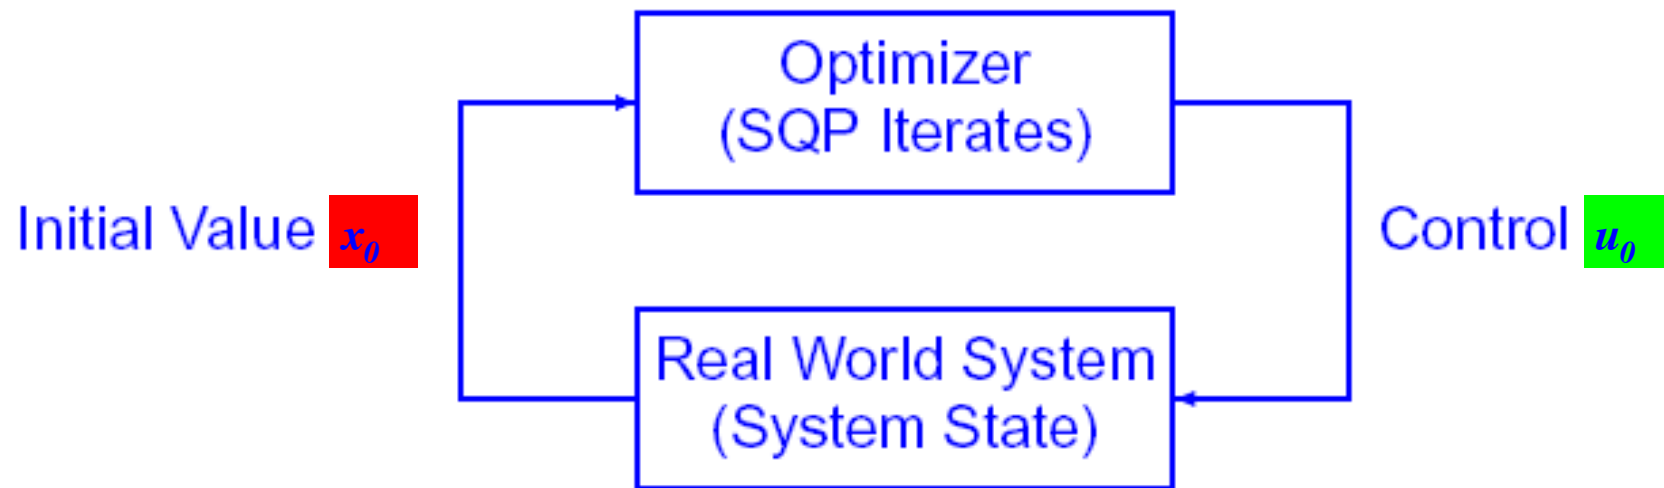 Optimizer
(SQP Iterates)
Initial Value x₀
Control u₀
Real World System
(System State)